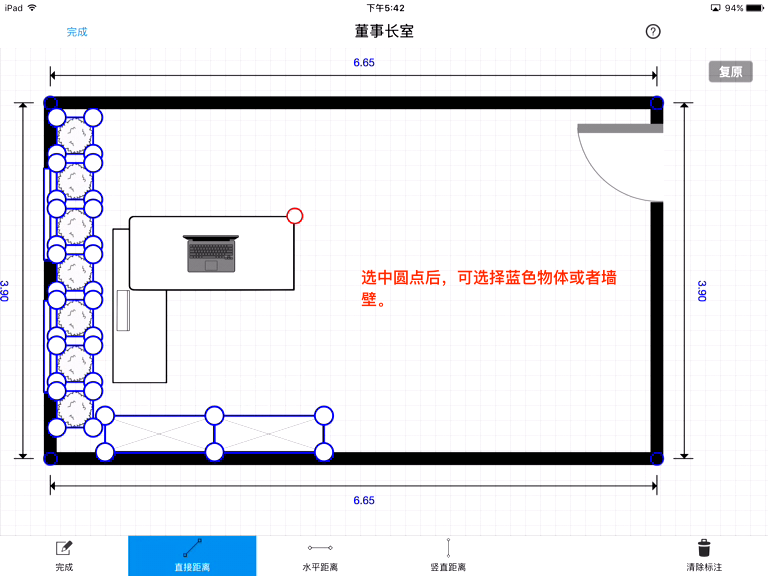 iPad 下午5:42 94%
完成 董事长室 ?
6.65
复原
3.90
3.90
选中圆点后，可选择蓝色物体或者墙
壁。
6.65
完成 直接距离 水平距离 竖直距离 清除标注